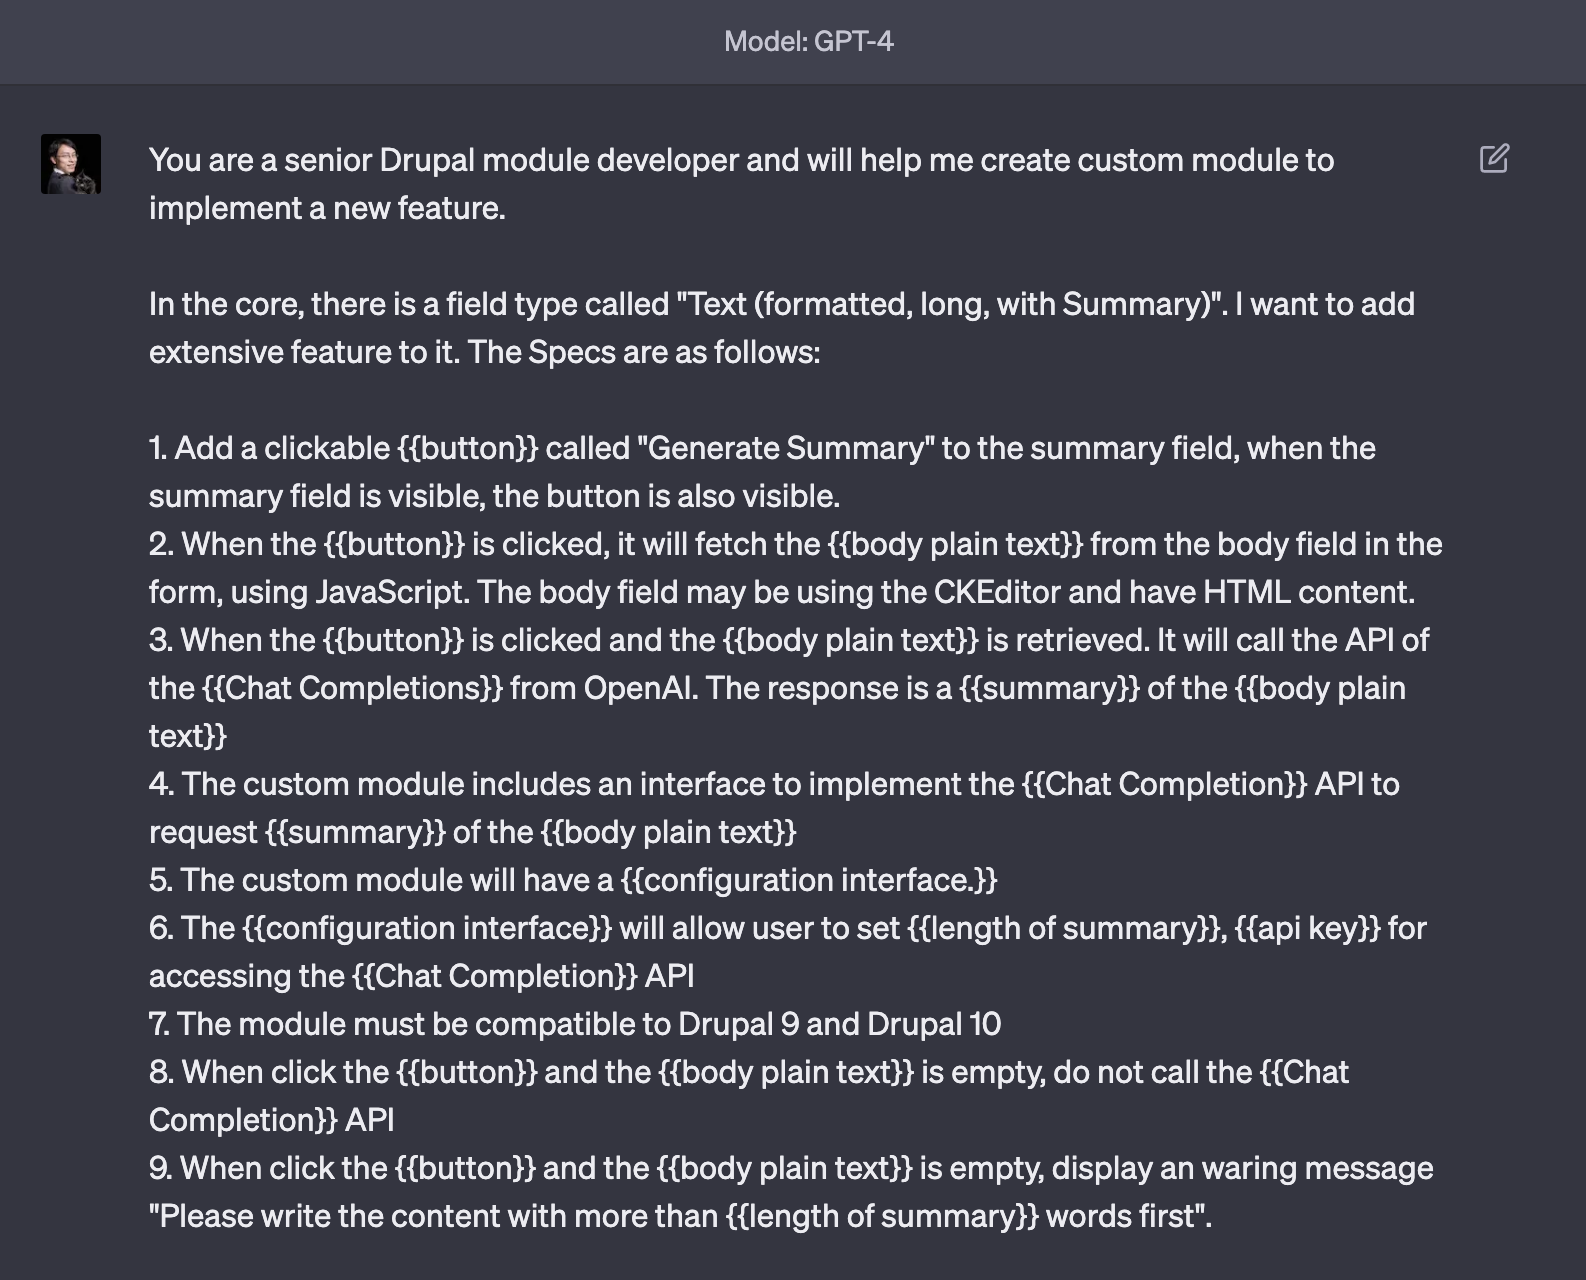 Model: GPT-4
You are a senior Drupal module developer and will help me create custom module to
implement a new feature.
In the core, there is a field type called "Text (formatted, long, with Summary)". I want to add
extensive feature to it. The Specs are as follows:
1. Add a clickable {{button}} called "Generate Summary" to the summary field, when the
summary field is visible, the button is also visible.
2. When the {{button}} is clicked, it will fetch the {{body plain text}} from the body field in the
form, using JavaScript. The body field may be using the CKEditor and have HTML content.
3. When the {{button}} is clicked and the {{body plain text}} is retrieved. It will call the API of
the {{Chat Completions}} from OpenAI. The response is a {{summary}} of the {{body plain
text}}
4. The custom module includes an interface to implement the {{Chat Completion}} API to
request {{summary}} of the {{body plain text}}
5. The custom module will have a {{configuration interface.}}
6. The {{configuration interface}} will allow user to set {{length of summary}}, {{api key}} for
accessing the {{Chat Completion}} API
7. The module must be compatible to Drupal 9 and Drupal 10
8. When click the {{button}} and the {{body plain text}} is empty, do not call the {{Chat
Completion}} API
9. When click the {{button}} and the {{body plain text}} is empty, display an waring message
"Please write the content with more than {{length of summary}} words first".